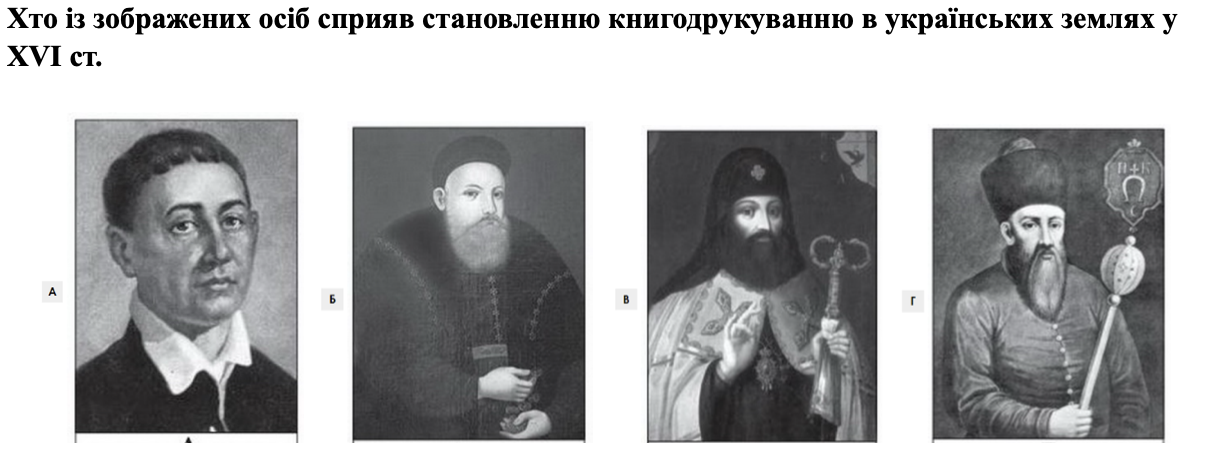 Хто із зображених осіб сприяв становленню книгодрукуванню в українських землях у
XVI ст.
А
Б
В
Г